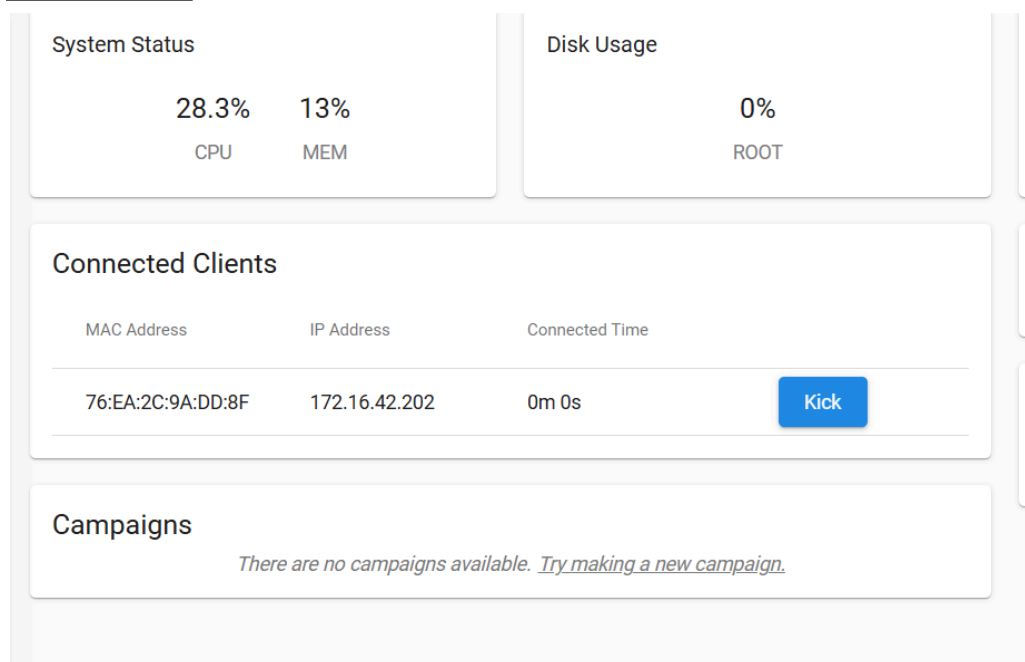 System Status
Disk Usage
28.3% 13%
CPU MEM
0%
ROOT
Connected Clients
MAC Address IP Address Connected Time
76:EA:2C:9A:DD:8F 172.16.42.202 0m 0s Kick
Campaigns
There are no campaigns available. Try making a new campaign.